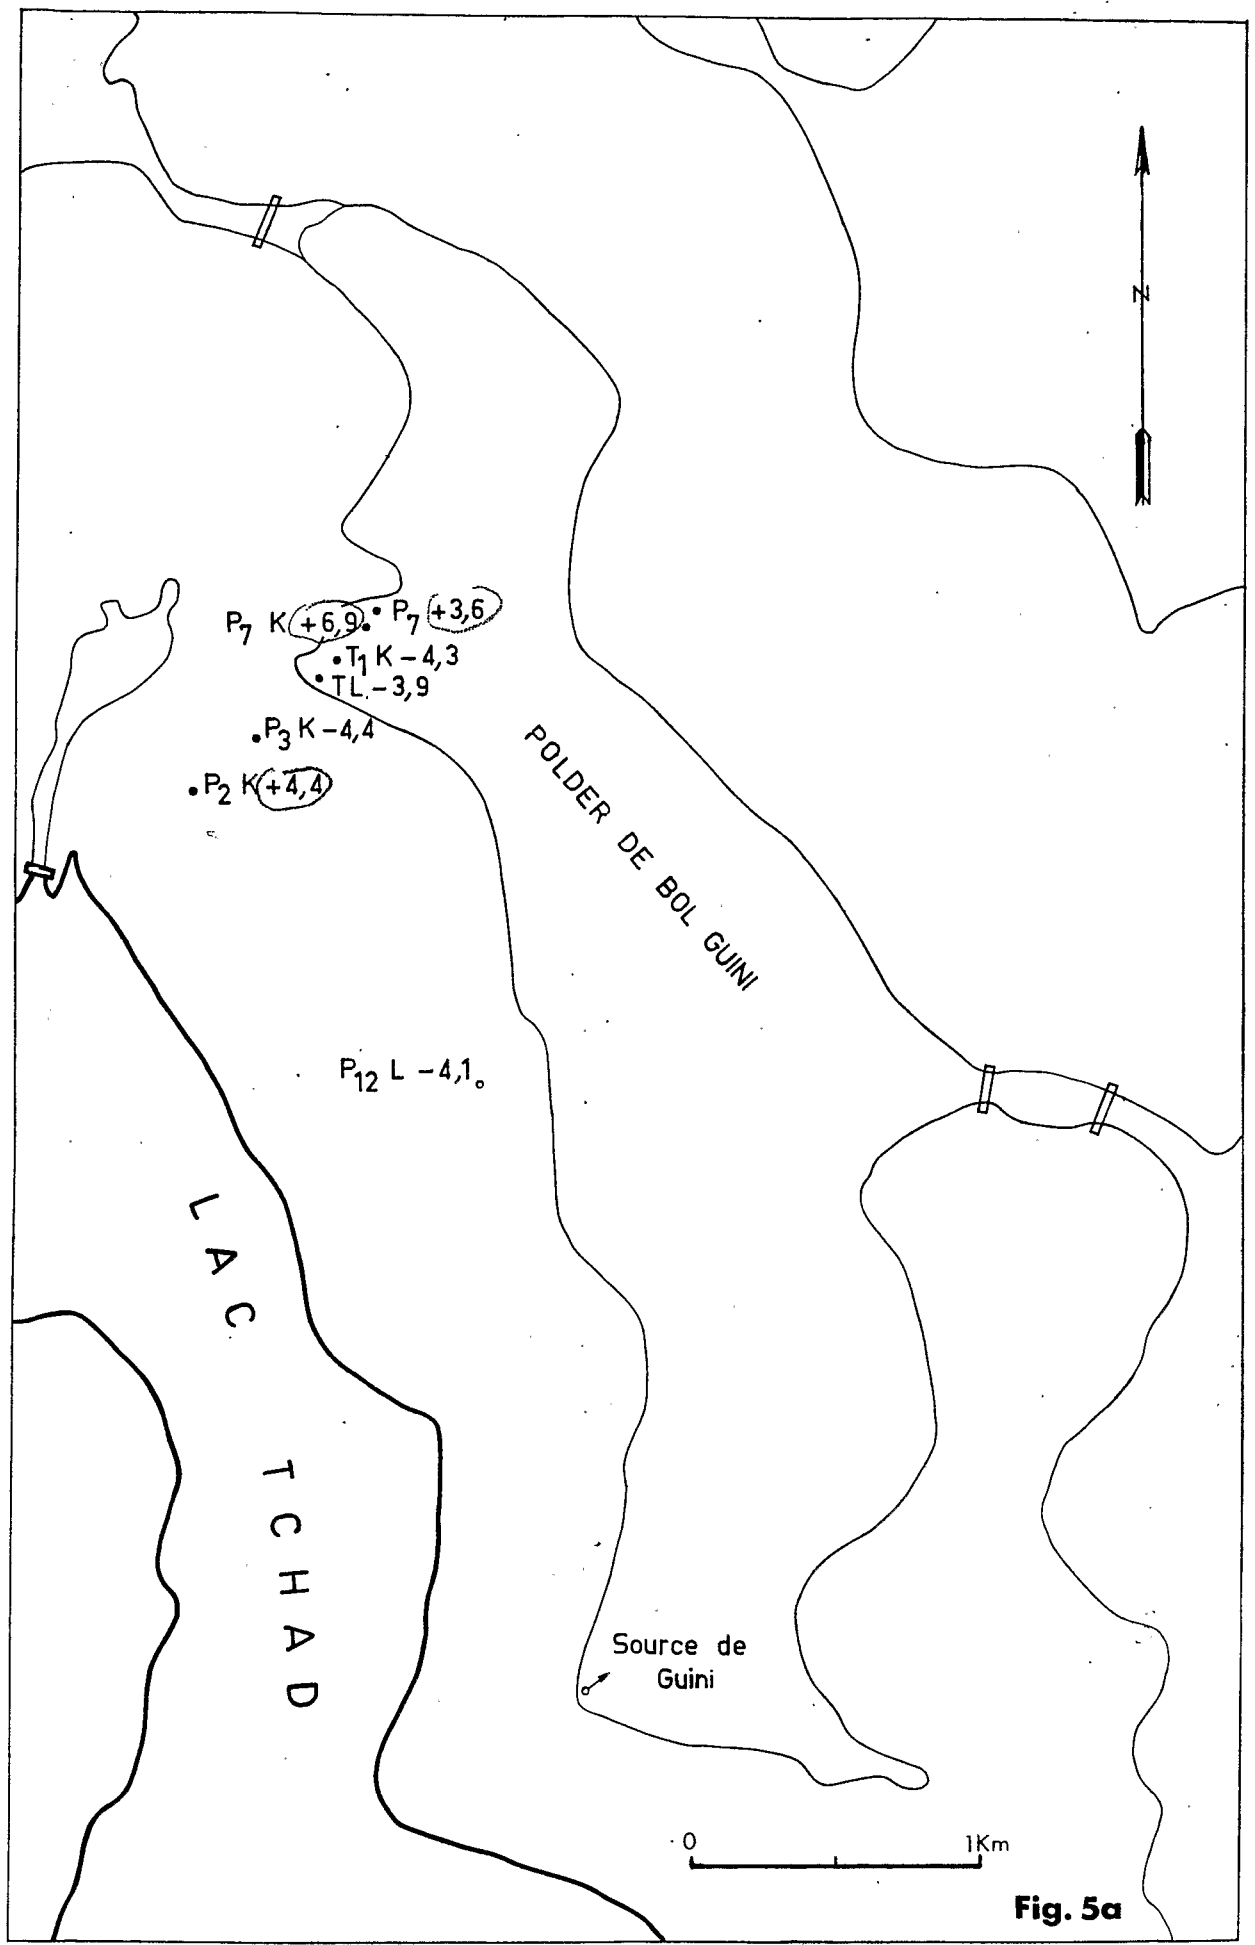 N
P7 K +6,9
P7 +3,6
T1 K -4,3
TL.-3,9
P3 K -4,4
P2 K +4,4
POLDER DE BOL GUINI
P12 L -4,1
LAC TCHAD
Source de
Guini
0 1Km
Fig. 5a